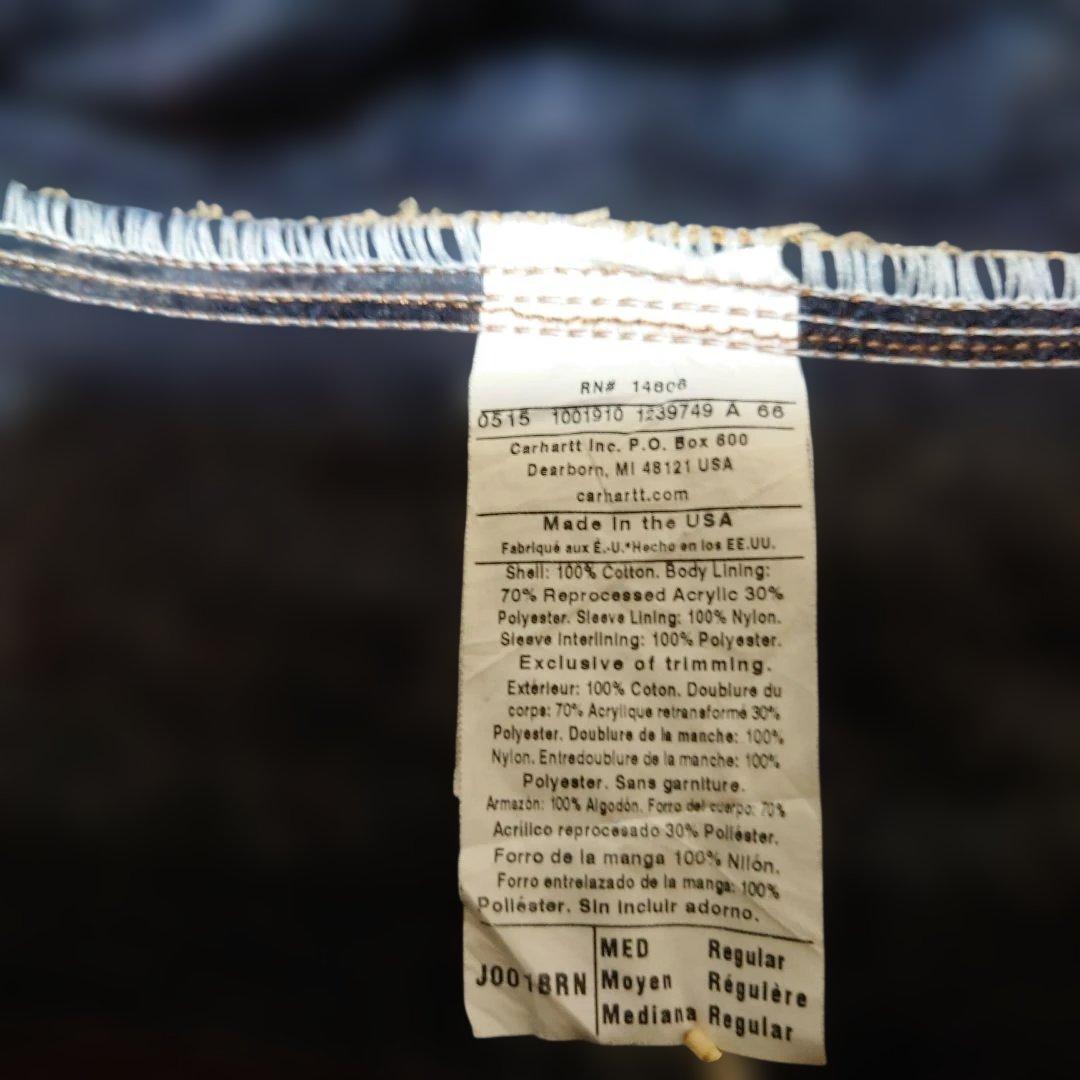 RN# 14806
0515 1001910 1239749 A 66
Carhartt Inc. P.O. Box 600
Dearborn, MI 48121 USA
carhartt.com
Made in the USA
Fabriqué aux É.-U.*Hecho en los EE.UU.
Shell: 100% Cotton. Body Lining:
70% Reprocessed Acrylic 30%
Polyester. Sleeve Lining: 100% Nylon.
Sleeve Interlining: 100% Polyester.
Exclusive of trimming.
Extérieur: 100% Coton. Doublure du
corps: 70% Acrylique retransformé 30%
Polyester. Doublure de la manche: 100%
Nylon. Entredoublure de la manche: 100%
Polyester. Sans garniture.
Armazón: 100% Algodón. Forro del cuerpo: 70%
Acrílico reprocesado 30% Poliéster.
Forro de la manga 100% Nilón.
Forro entrelazado de la manga: 100%
Poliéster. Sin incluir adorno.
J001BRN
MED Regular
Moyen Régulère
Mediana Regular